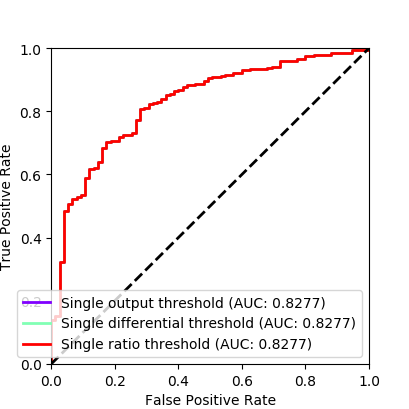 1.0
0.8
0.6
0.4
0.2
0.0
True Positive Rate
Single output threshold (AUC: 0.8277)
Single differential threshold (AUC: 0.8277)
Single ratio threshold (AUC: 0.8277)
0.0 0.2 0.4 0.6 0.8 1.0
False Positive Rate